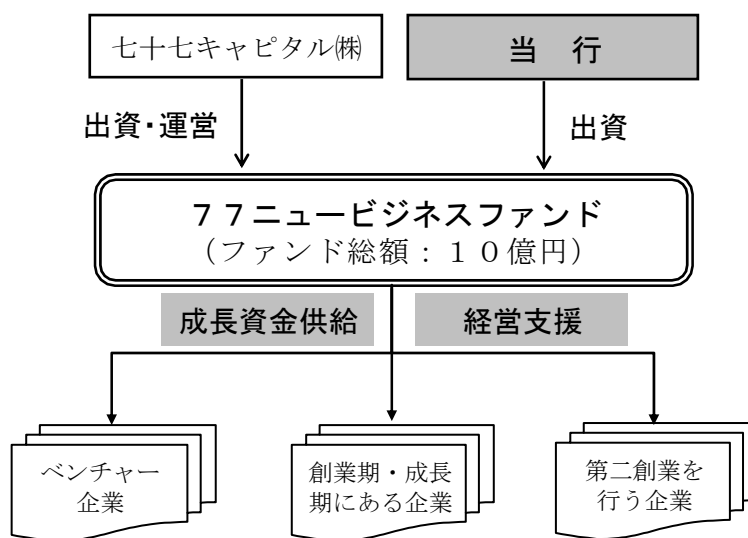 七十七キャピタル㈱
当　行
出資・運営
出資
７７ニュービジネスファンド
（ファンド総額：１０億円）
成長資金供給
経営支援
ベンチャー
企業
創業期・成長
期にある企業
第二創業を
行う企業